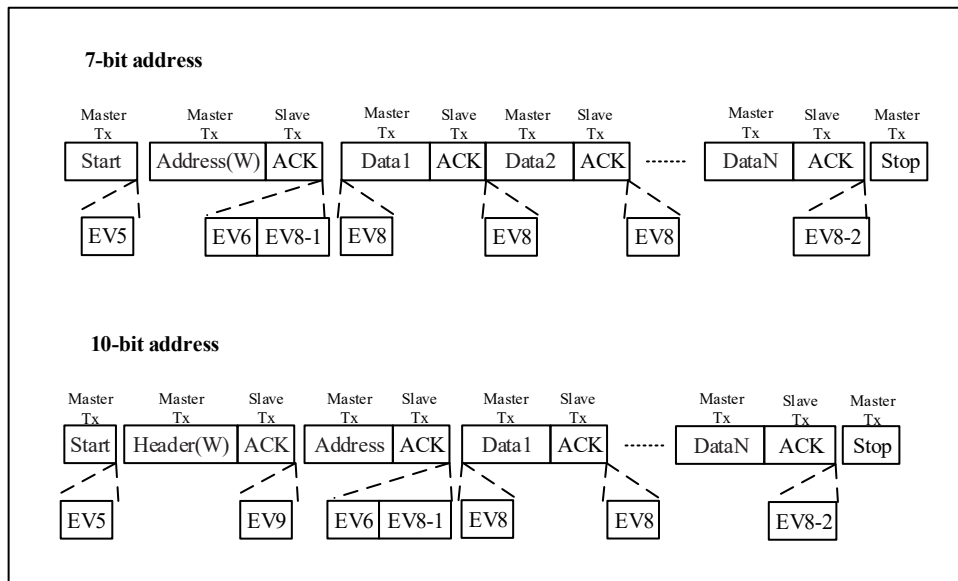 7-bit address
Master Master Slave Master Slave Master Slave Master Slave Master
Tx Tx Tx Tx Tx Tx Tx Tx Tx Tx
Start Address(W) ACK Data1 ACK Data2 ACK DataN ACK Stop
EV5 EV6 EV8-1 EV8 EV8 EV8 EV8-2
10-bit address
Master Master Slave Master Slave Master Slave Master Slave Master
Tx Tx Tx Tx Tx Tx Tx Tx Tx Tx
Start Header(W) ACK Address ACK Data1 ACK DataN ACK Stop
EV5 EV9 EV6 EV8-1 EV8 EV8 EV8-2